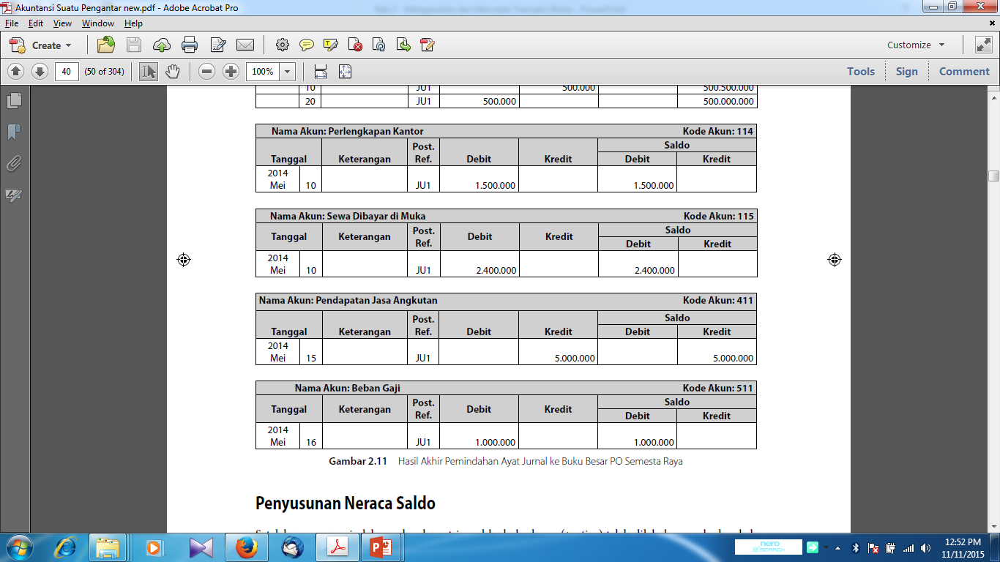 Akuntansi Suatu Pengantar new.pdf - Adobe Acrobat Pro
File Edit View Window Help
Create Customize
40 (50 of 304) 100% Tools Sign Comment
10 JU1 500.000 500.500.000
20 JU1 500.000 500.000.000
Nama Akun: Perlengkapan Kantor Kode Akun: 114
Tanggal Keterangan Post. Ref. Debit Kredit Saldo
Debit Kredit
2014
Mei 10 JU1 1.500.000 1.500.000
Nama Akun: Sewa Dibayar di Muka Kode Akun: 115
Tanggal Keterangan Post. Ref. Debit Kredit Saldo
Debit Kredit
2014
Mei 10 JU1 2.400.000 2.400.000
Nama Akun: Pendapatan Jasa Angkutan Kode Akun: 411
Tanggal Keterangan Post. Ref. Debit Kredit Saldo
Debit Kredit
2014
Mei 15 JU1 5.000.000 5.000.000
Nama Akun: Beban Gaji Kode Akun: 511
Tanggal Keterangan Post. Ref. Debit Kredit Saldo
Debit Kredit
2014
Mei 16 JU1 1.000.000 1.000.000
Gambar 2.11 Hasil Akhir Pemindahan Ayat Jurnal ke Buku Besar PO Semesta Raya
Penyusunan Neraca Saldo
nero
SEARCH
12:52 PM
11/11/2015